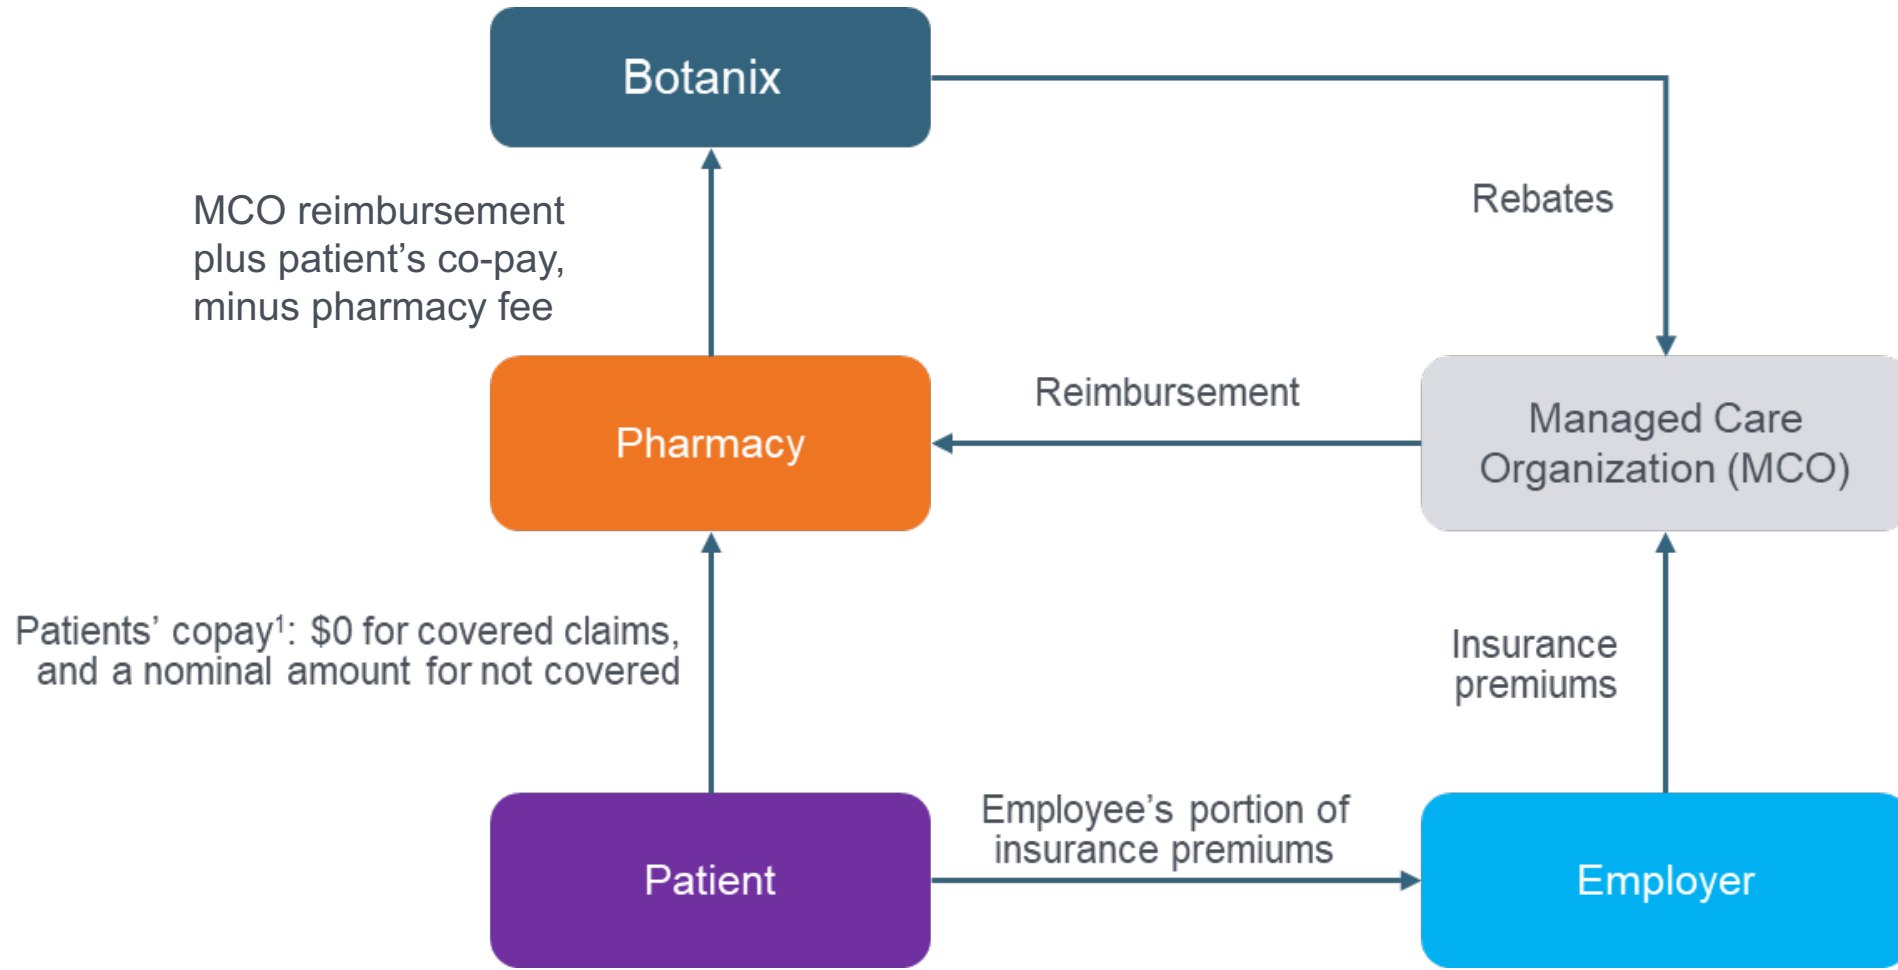 Botanix
MCO reimbursement
plus patient’s co-pay,
minus pharmacy fee
Rebates
Reimbursement
Pharmacy
Managed Care
Organization (MCO)
Patients’ copay¹: $0 for covered claims,
and a nominal amount for not covered
Insurance
premiums
Employee’s portion of
insurance premiums
Patient
Employer